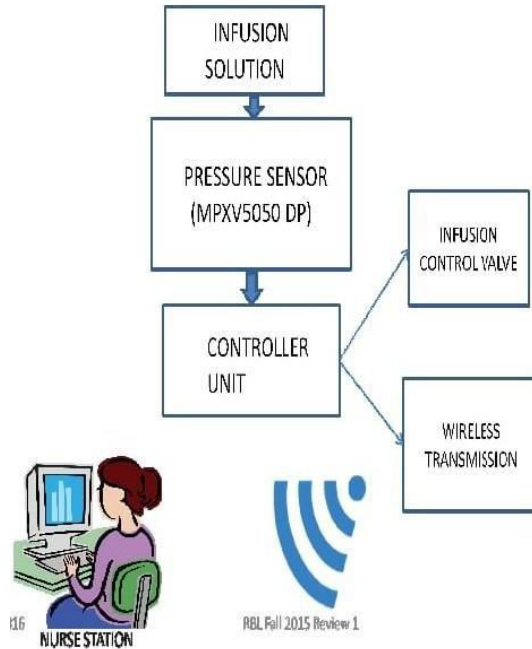 INFUSION
SOLUTION
PRESSURE SENSOR
(MPXV5050 DP)
INFUSION
CONTROL VALVE
CONTROLLER
UNIT
WIRELESS
TRANSMISSION
RBL Fall 2015 Review 1
NURSE STATION